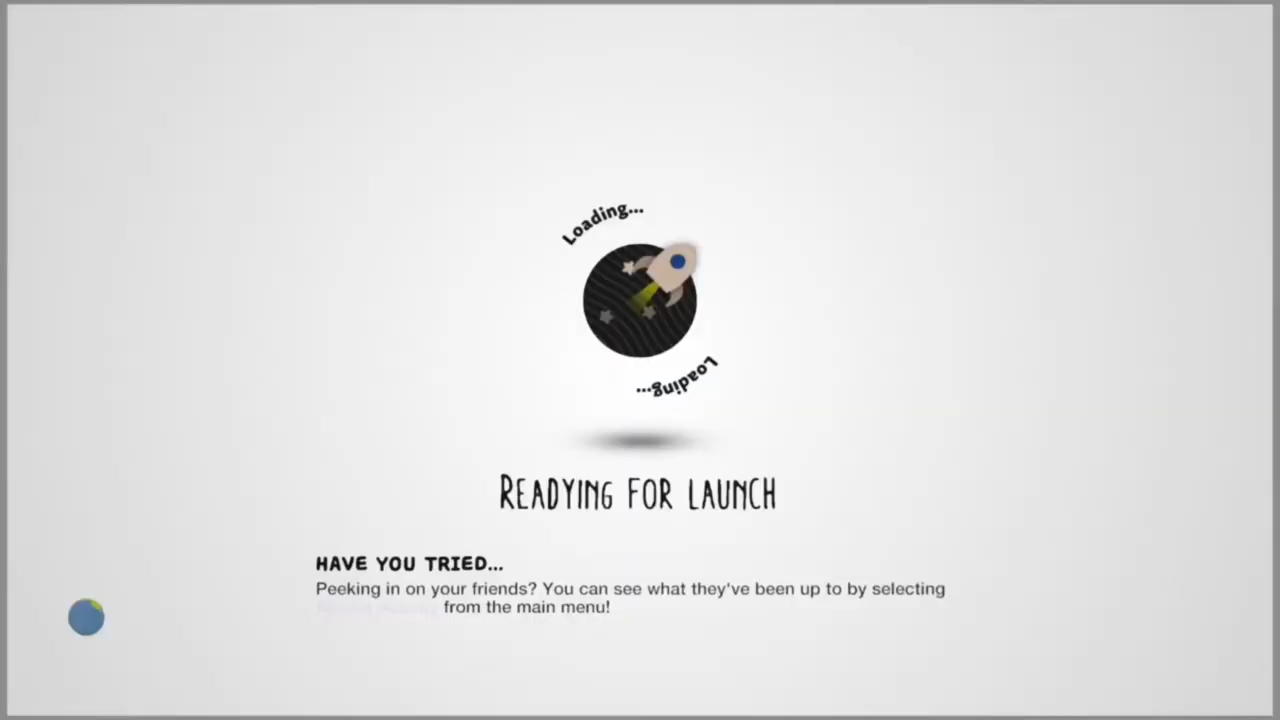 Loading...
Loading...
READYING FOR LAUNCH
HAVE YOU TRIED...
Peeking in on your friends? You can see what they've been up to by selecting
from the main menu!